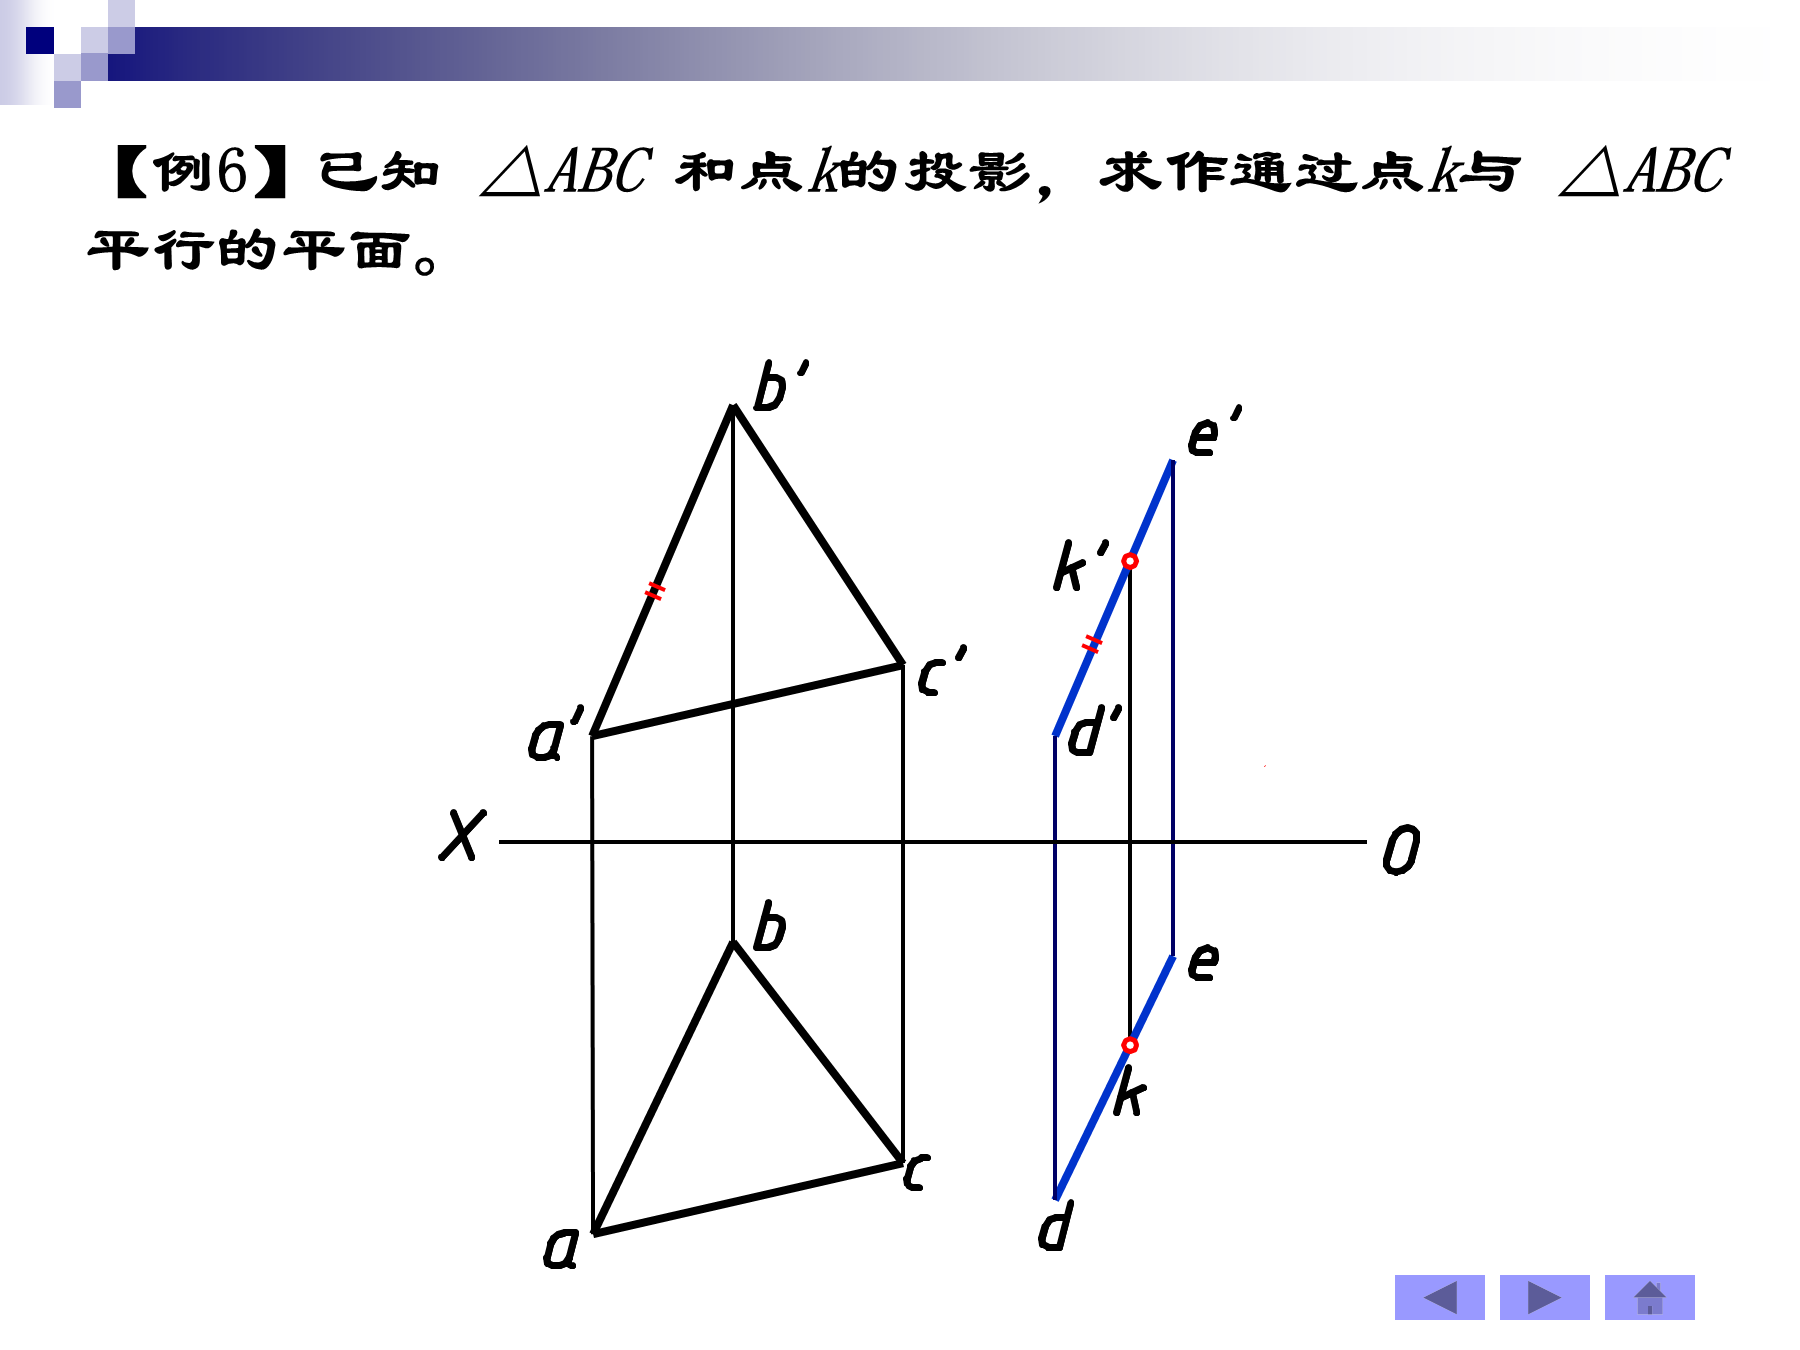 【例6】已知 △ABC 和点k的投影，求作通过点k与 △ABC
平行的平面。
b′
e′
k′
c′
a′
d′
X
O
b
e
k
c
d
a